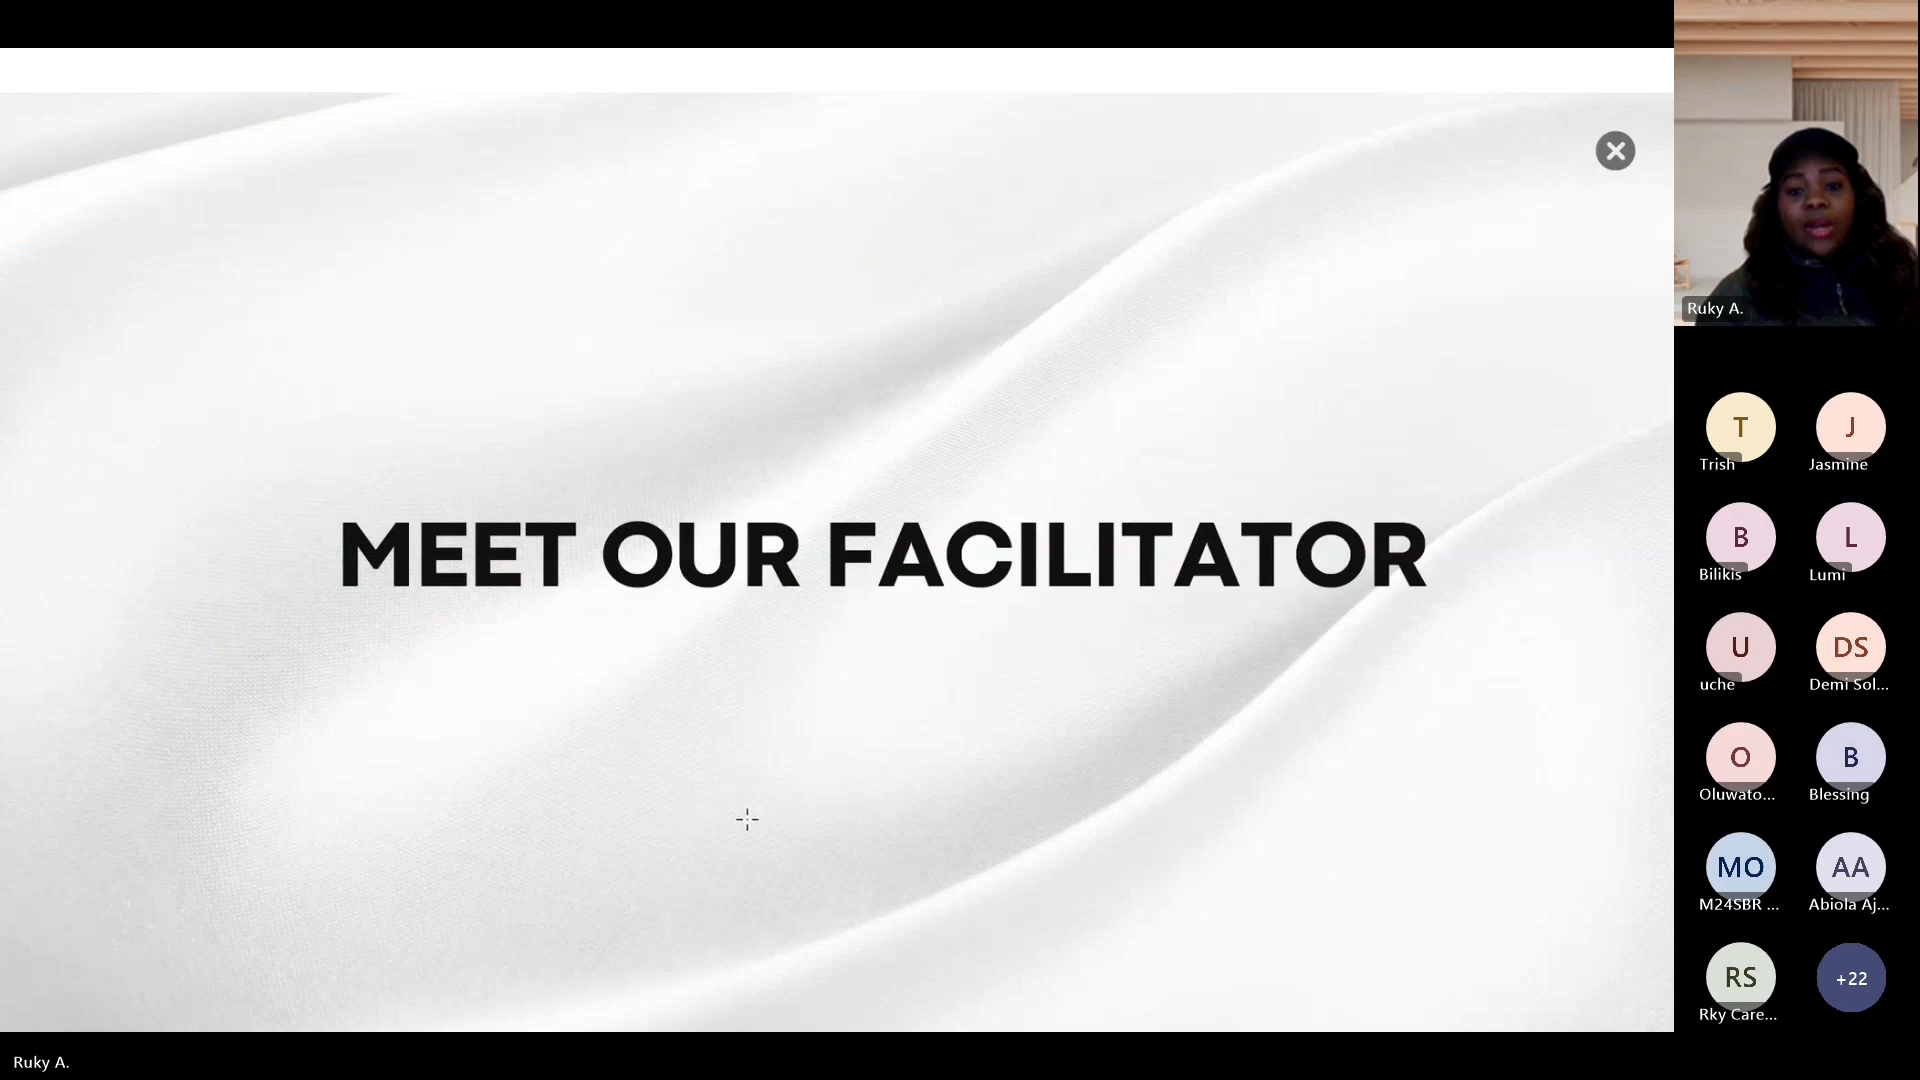 MEET OUR FACILITATOR
Ruky A.
T
J
Trish
Jasmine
B
L
Bilikis
Lumi
U
DS
uche
Demi Sol...
O
B
Oluwato...
Blessing
MO
AA
M24SBR ...
Abiola Aj...
RS
+22
Rky Care...
Ruky A.